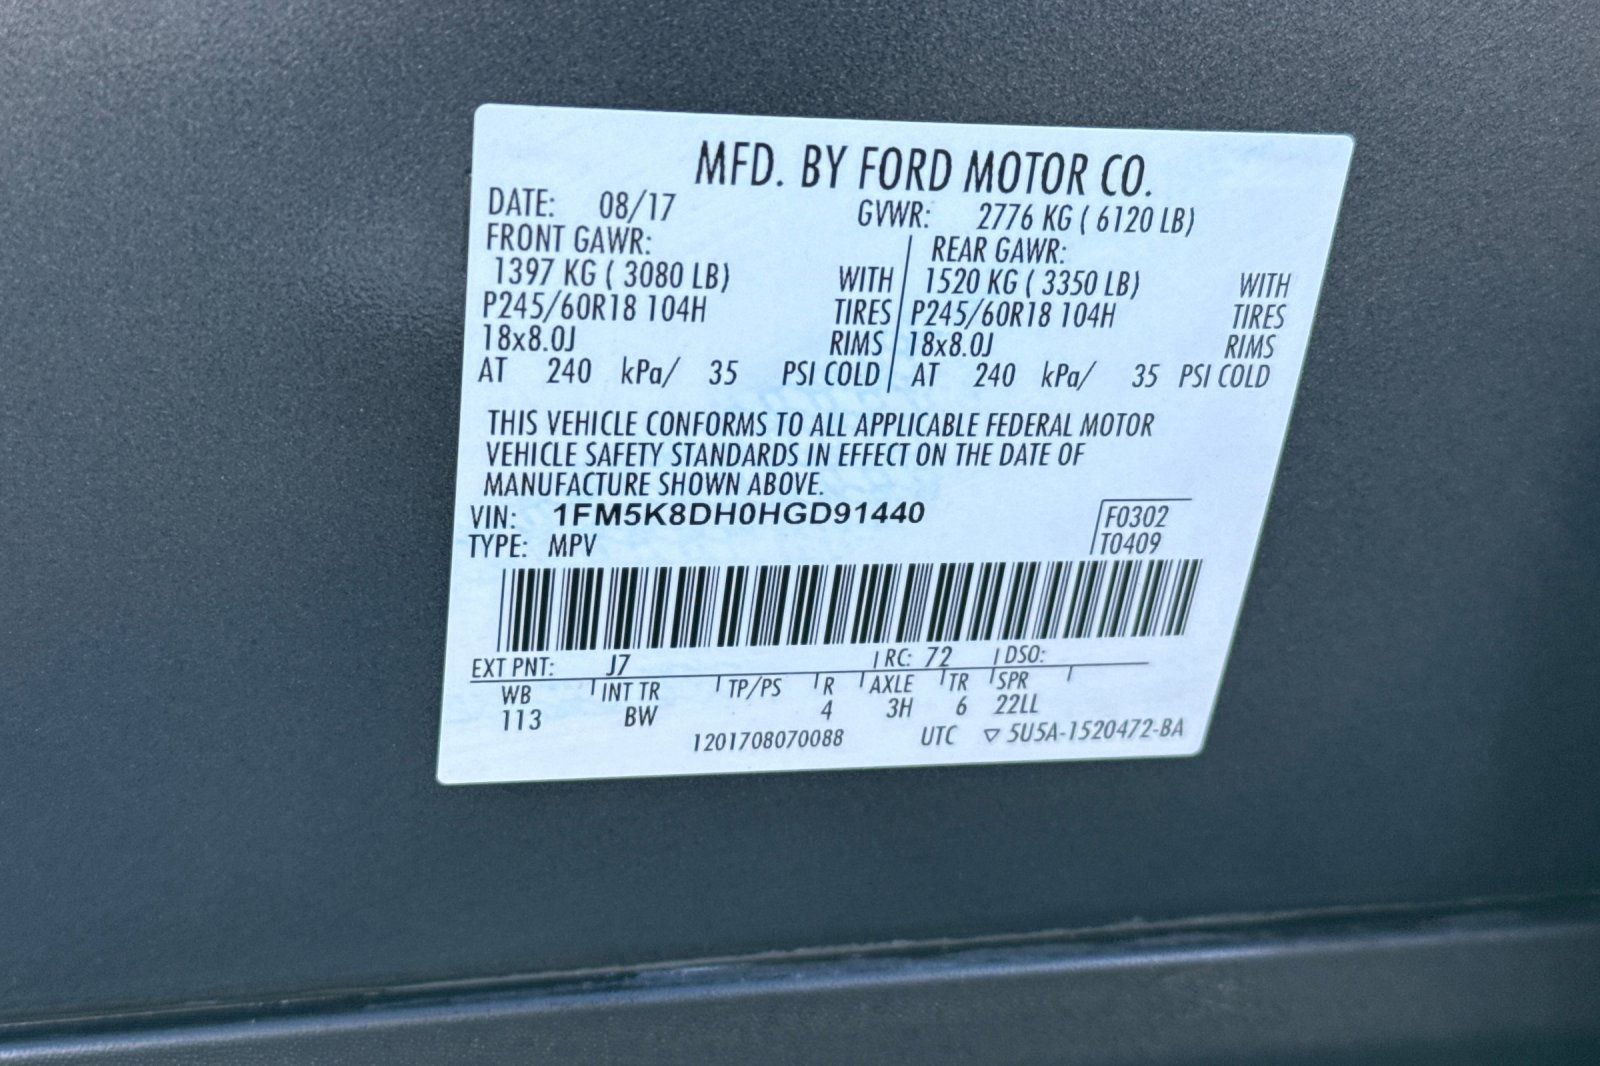 MFD. BY FORD MOTOR CO.
DATE: 08/17 GVWR: 2776 KG ( 6120 LB)
FRONT GAWR: REAR GAWR:
1397 KG ( 3080 LB) WITH 1520 KG ( 3350 LB) WITH
P245/60R18 104H TIRES P245/60R18 104H TIRES
18x8.0J RIMS 18x8.0J RIMS
AT 240 kPa/ 35 PSI COLD AT 240 kPa/ 35 PSI COLD
THIS VEHICLE CONFORMS TO ALL APPLICABLE FEDERAL MOTOR
VEHICLE SAFETY STANDARDS IN EFFECT ON THE DATE OF
MANUFACTURE SHOWN ABOVE.
VIN: 1FM5K8DH0HGD91440 F0302
TYPE: MPV T0409
EXT PNT: J7 RC: 72 DSO:
WB INT TR TP/PS R AXLE TR SPR
113 BW 4 3H 6 22LL
1201708070088 UTC ▽ 5U5A-1520472-BA